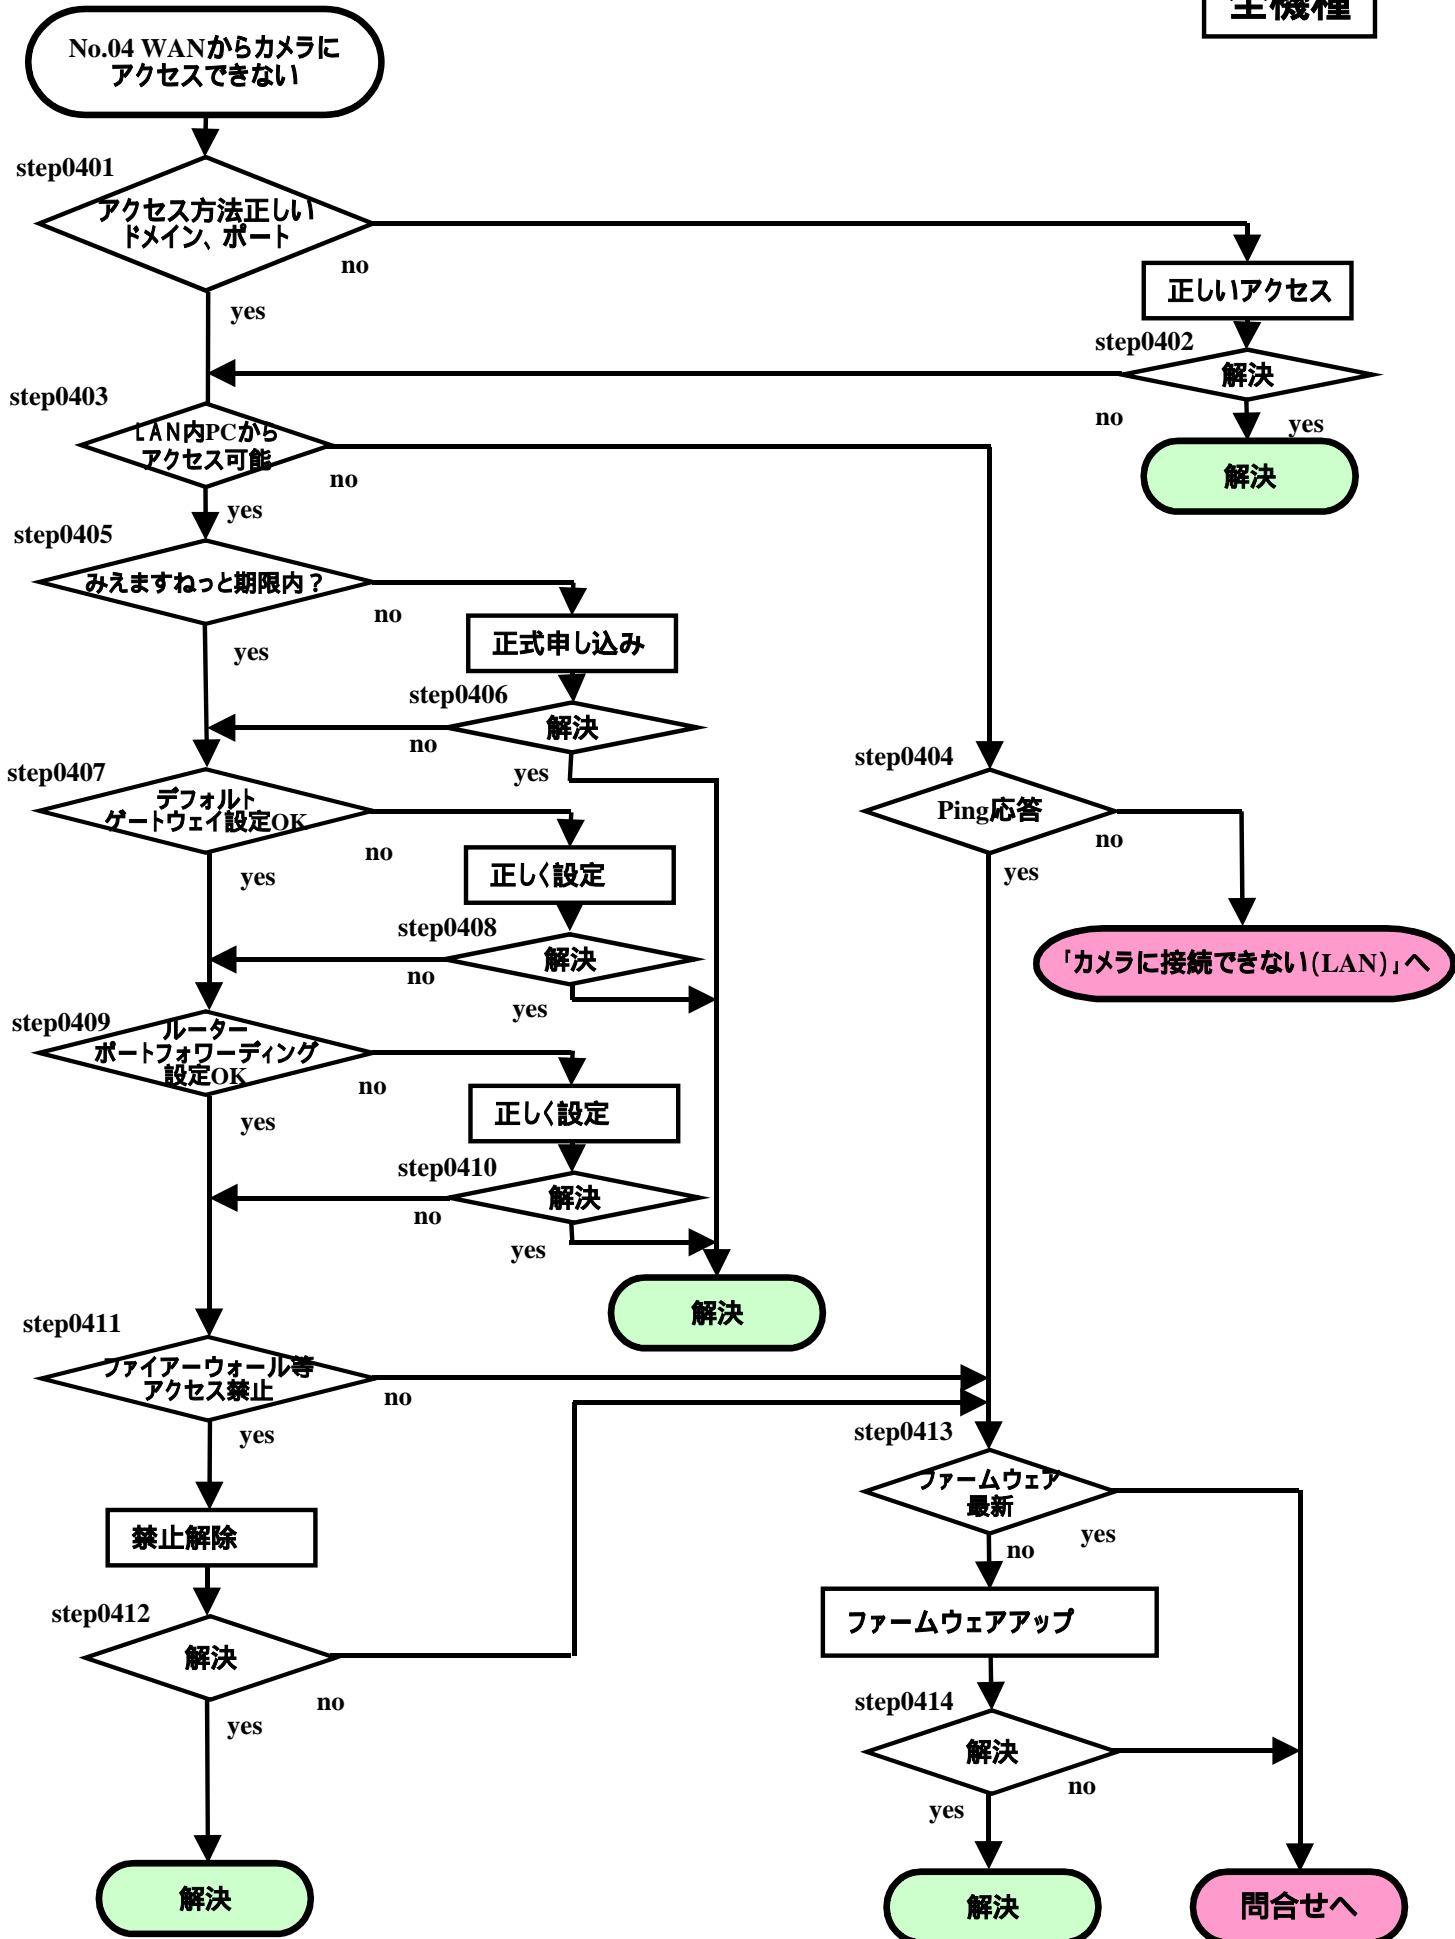 全機種
No.04 WANからカメラに
アクセスできない
step0401
アクセス方法正しい
ドメイン、ポート
no
yes
正しいアクセス
step0402
解決
no
yes
解決
step0403
LAN内PCから
アクセス可能
no
yes
step0405
みえますねっと期限内？
no
yes
正式申し込み
step0406
解決
no
yes
step0404
Ping応答
no
yes
step0407
デフォルト
ゲートウェイ設定OK
no
yes
正しく設定
step0408
解決
no
yes
「カメラに接続できない(LAN)」へ
step0409
ルーター
ポートフォワーディング
設定OK
no
yes
正しく設定
step0410
解決
no
yes
解決
step0411
ファイアーウォール等
アクセス禁止
no
yes
step0413
ファームウェア
最新
yes
no
禁止解除
step0412
解決
no
yes
ファームウェアアップ
step0414
解決
no
yes
解決
解決
問合せへ